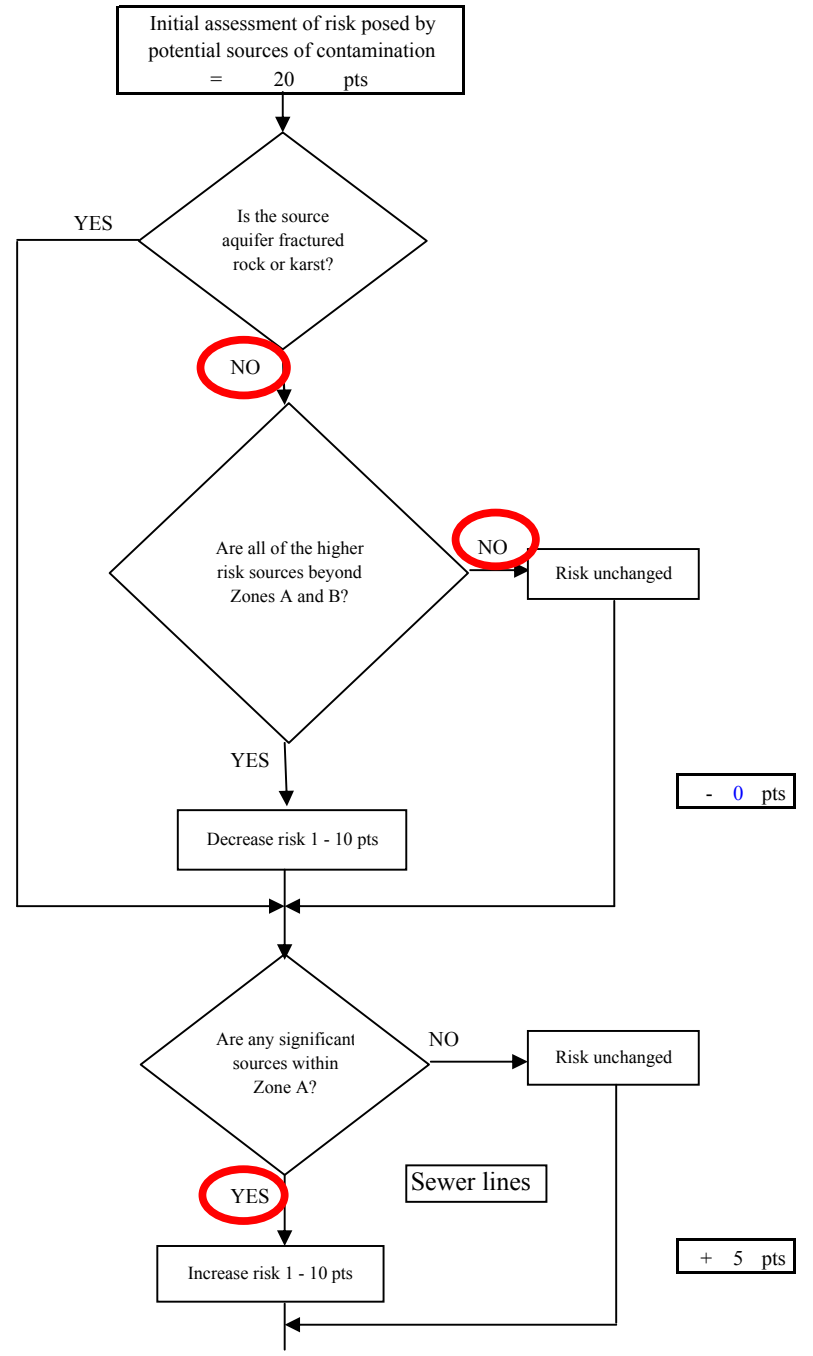 Initial assessment of risk posed by
potential sources of contamination
= 20 pts
YES
Is the source
aquifer fractured
rock or karst?
NO
Are all of the higher
risk sources beyond
Zones A and B?
NO
Risk unchanged
YES
- 0 pts
Decrease risk 1 - 10 pts
Are any significant
sources within
Zone A?
NO
Risk unchanged
YES
Sewer lines
+ 5 pts
Increase risk 1 - 10 pts